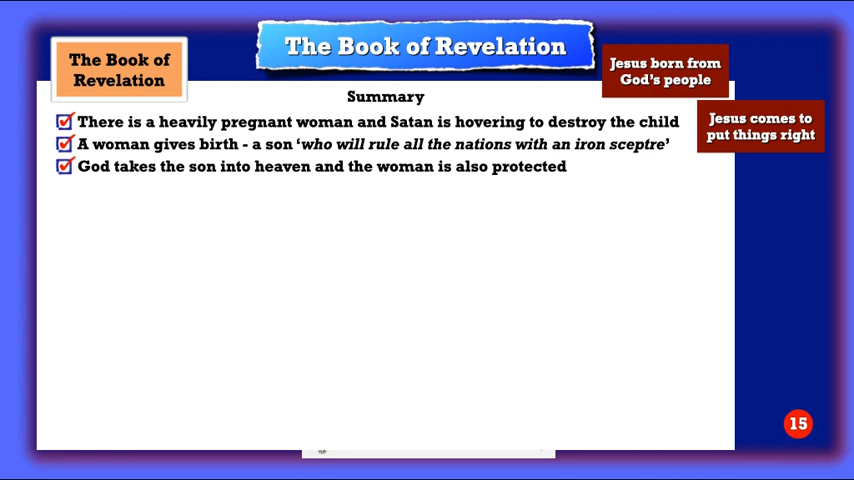 The Book of Revelation
The Book of
Revelation
Jesus born from
God's people
Summary
Jesus comes to
put things right
There is a heavily pregnant woman and Satan is hovering to destroy the child
A woman gives birth - a son 'who will rule all the nations with an iron sceptre'
God takes the son into heaven and the woman is also protected
15